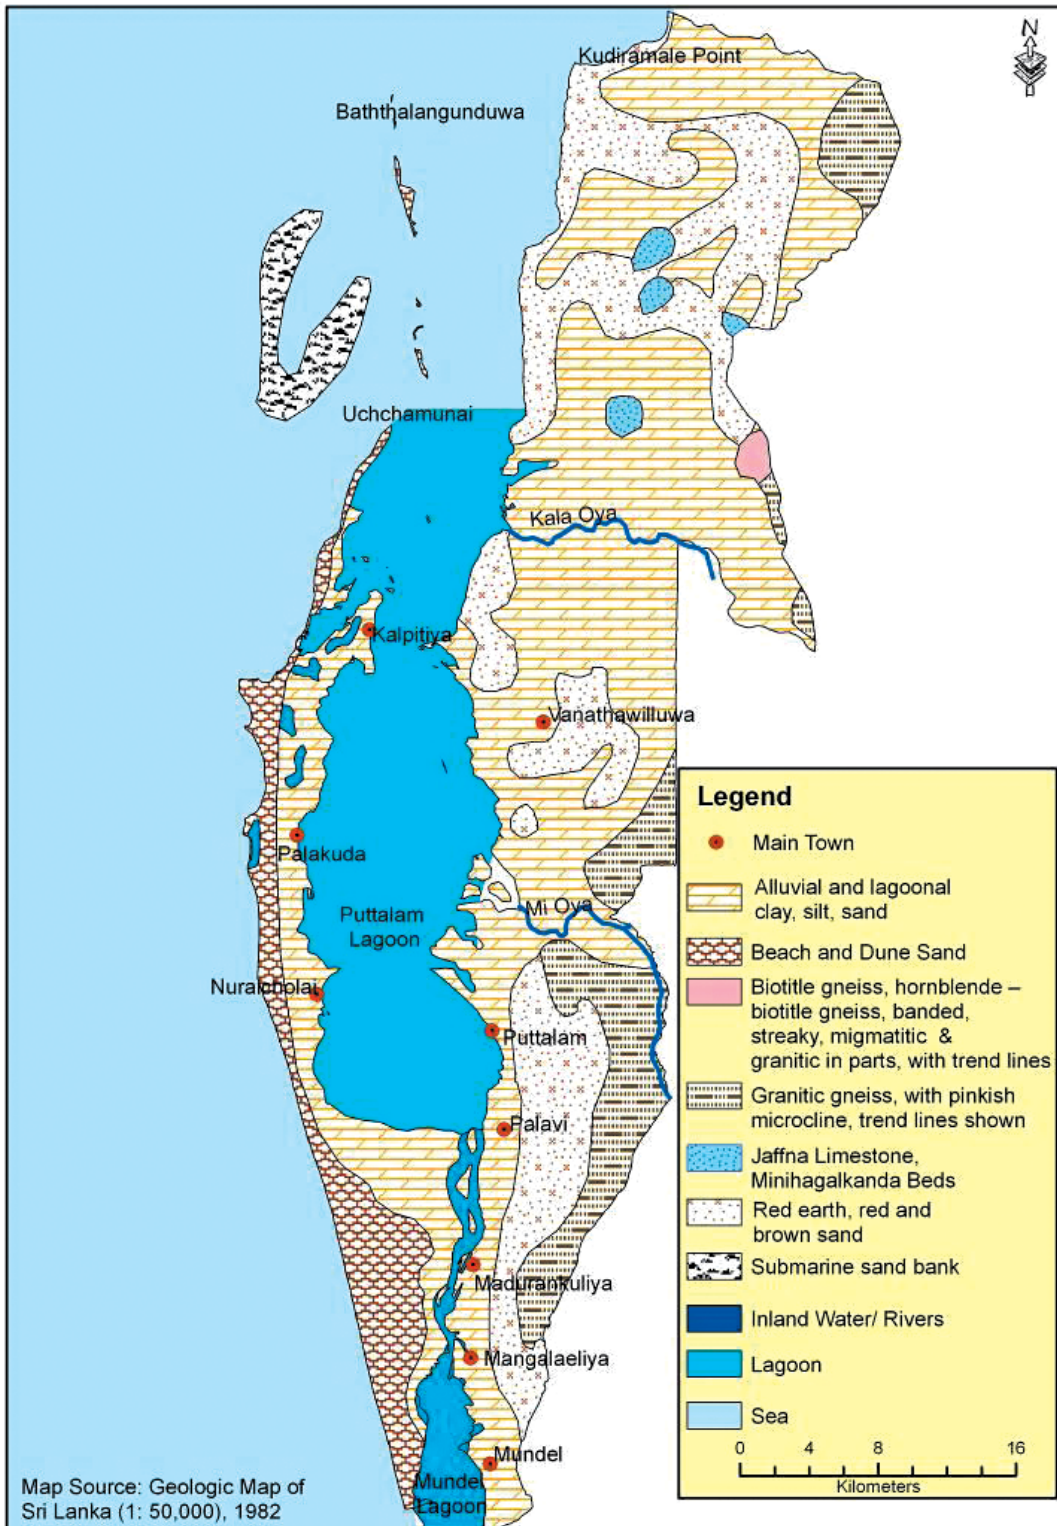 N
Kudiramale Point
Baththalangunduwa
Uchchamunai
Kala Oya
Kalpitiya
Vanathawilluwa
Palakuda
Puttalam
Lagoon
Mi Oya
Nuraicholai
Puttalam
Palavi
Madurankuliya
Mangalaeliya
Mundel
Mundel
Lagoon
Legend
Main Town
Alluvial and lagoonal
clay, silt, sand
Beach and Dune Sand
Biotitle gneiss, hornblende –
biotitle gneiss, banded,
streaky, migmatitic &
granitic in parts, with trend lines
Granitic gneiss, with pinkish
microcline, trend lines shown
Jaffna Limestone,
Minihagalkanda Beds
Red earth, red and
brown sand
Submarine sand bank
Inland Water/ Rivers
Lagoon
Sea
0 4 8 16
Kilometers
Map Source: Geologic Map of
Sri Lanka (1: 50,000), 1982